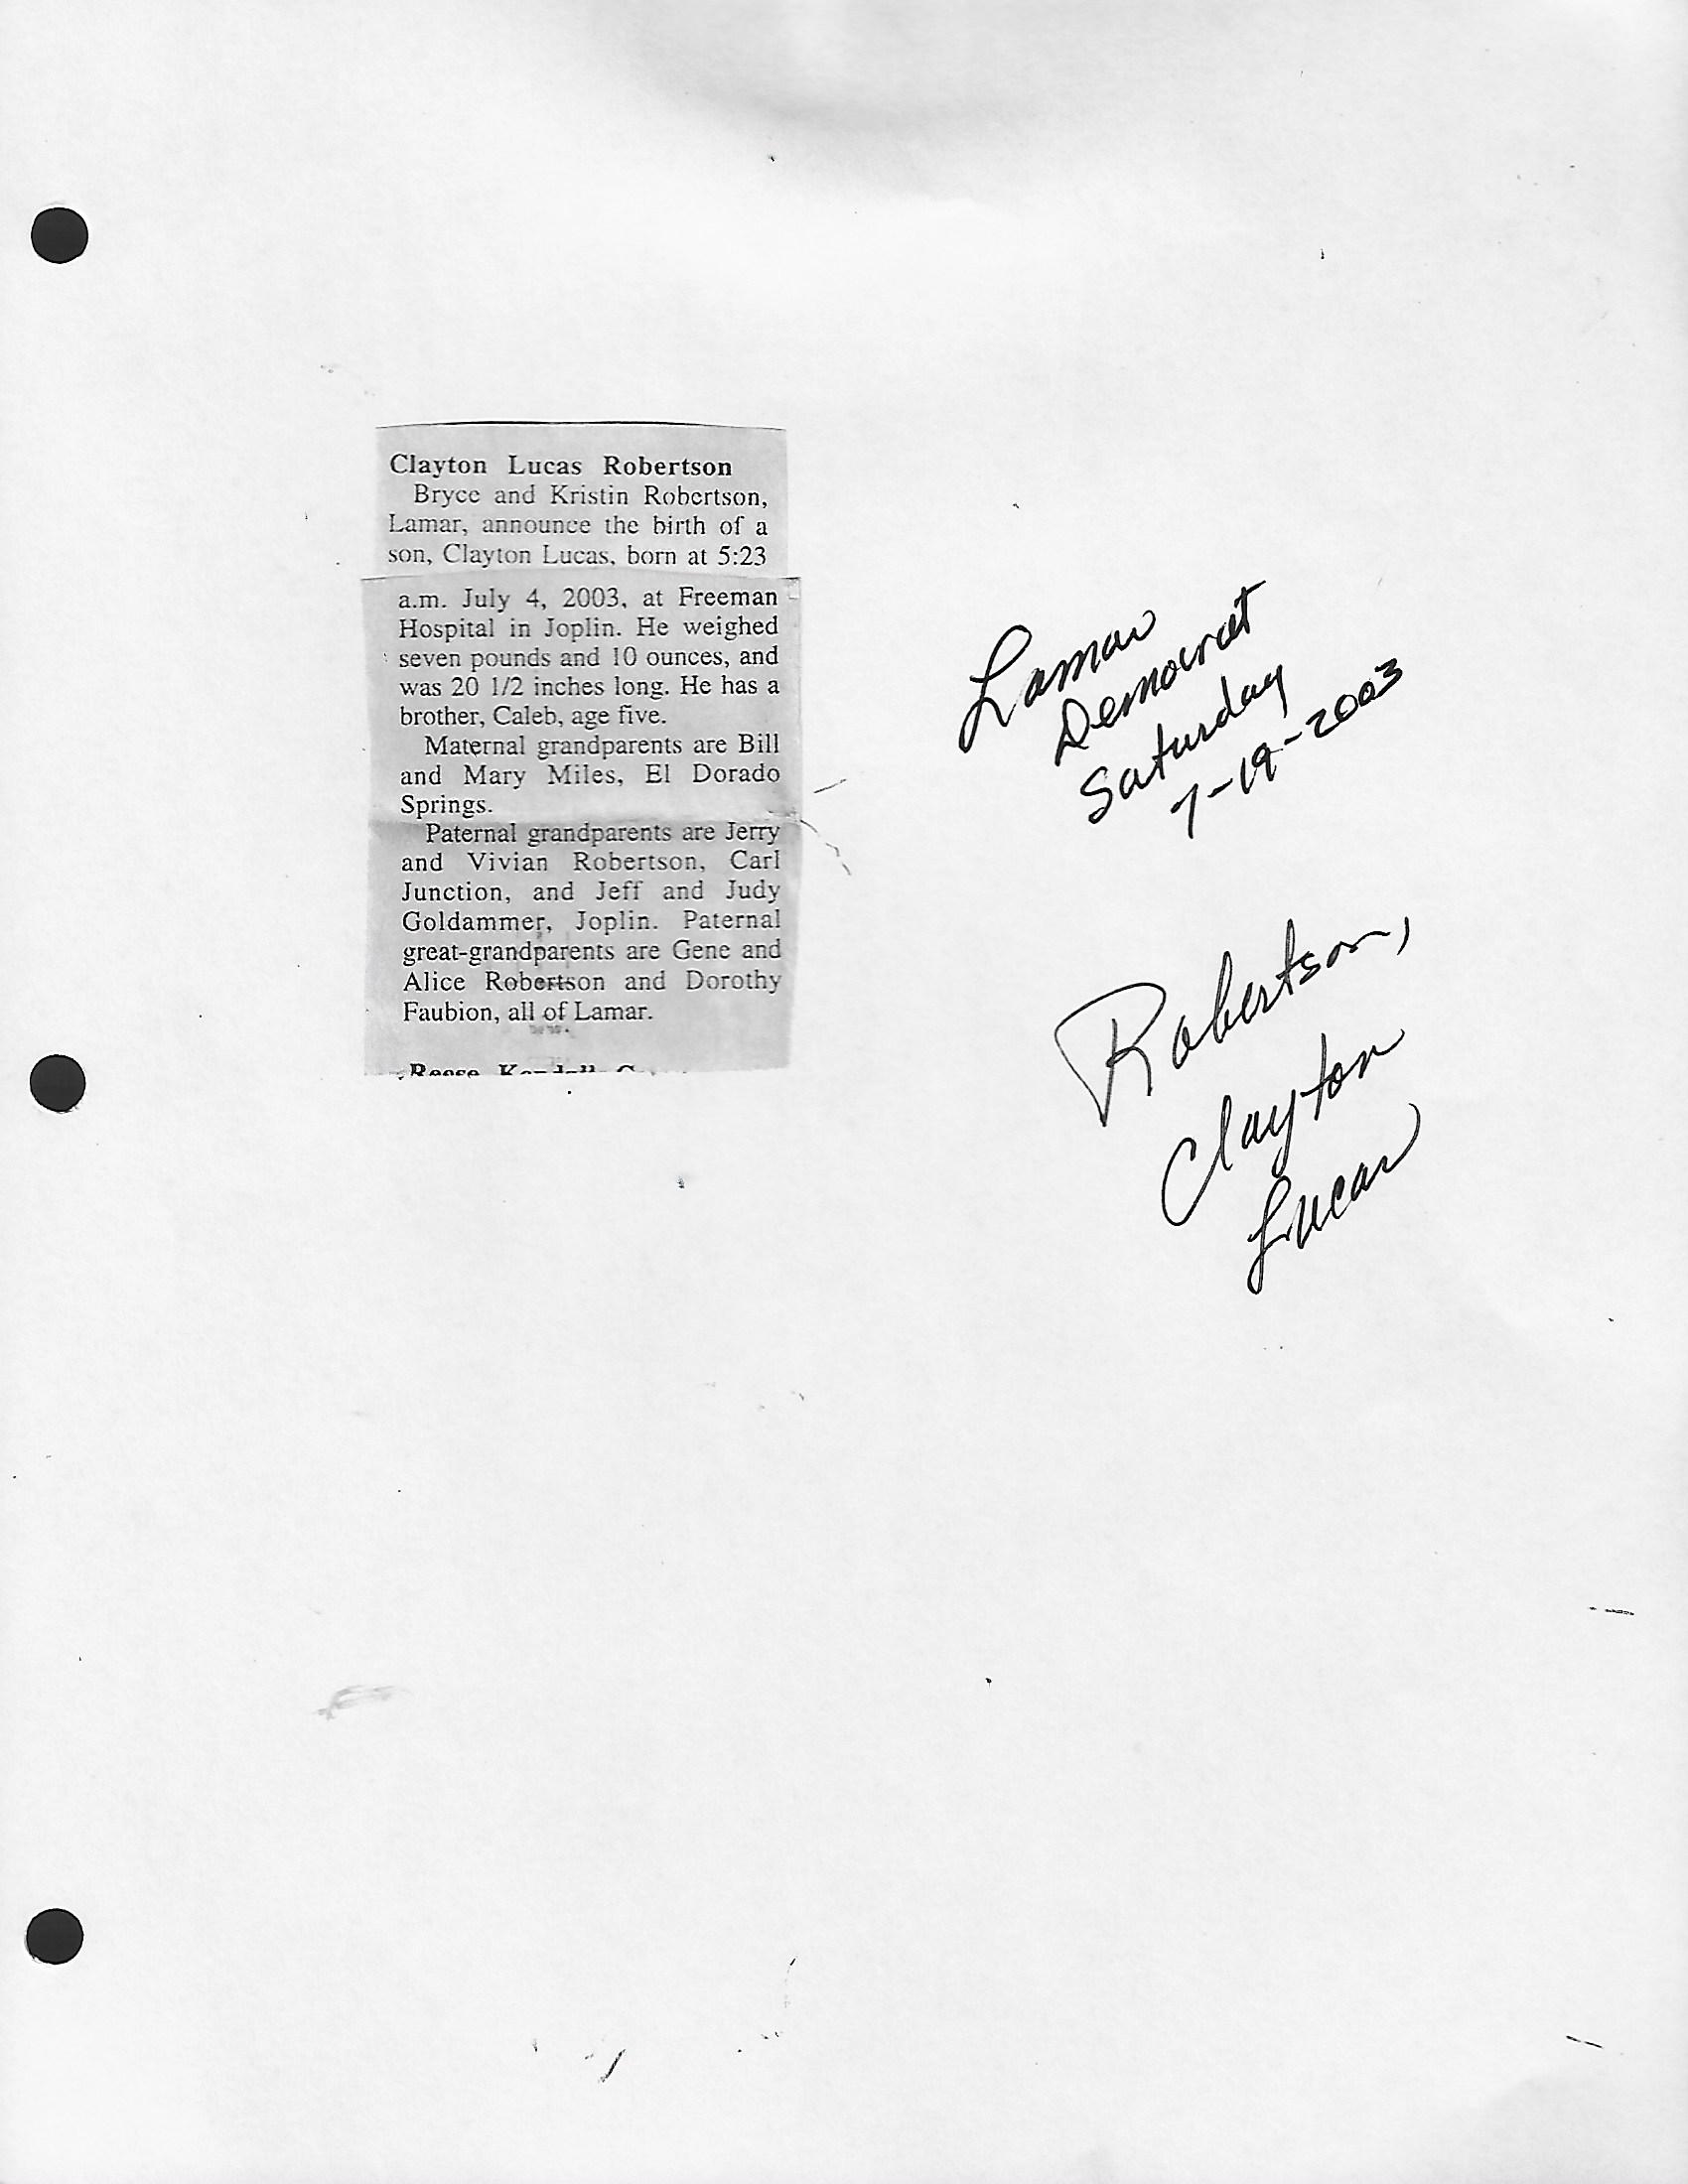 Clayton Lucas Robertson
Bryce and Kristin Robertson,
Lamar, announce the birth of a
son, Clayton Lucas, born at 5:23
a.m. July 4, 2003, at Freeman
Hospital in Joplin. He weighed
seven pounds and 10 ounces, and
was 20 1/2 inches long. He has a
brother, Caleb, age five.
Maternal grandparents are Bill
and Mary Miles, El Dorado
Springs.
Paternal grandparents are Jerry
and Vivian Robertson, Carl
Junction, and Jeff and Judy
Goldammer, Joplin. Paternal
great-grandparents are Gene and
Alice Robertson and Dorothy
Faubion, all of Lamar.
Reese Kendall
Lamar
Democrat
Saturday
7-19-2003
Robertson,
Clayton
Lucas